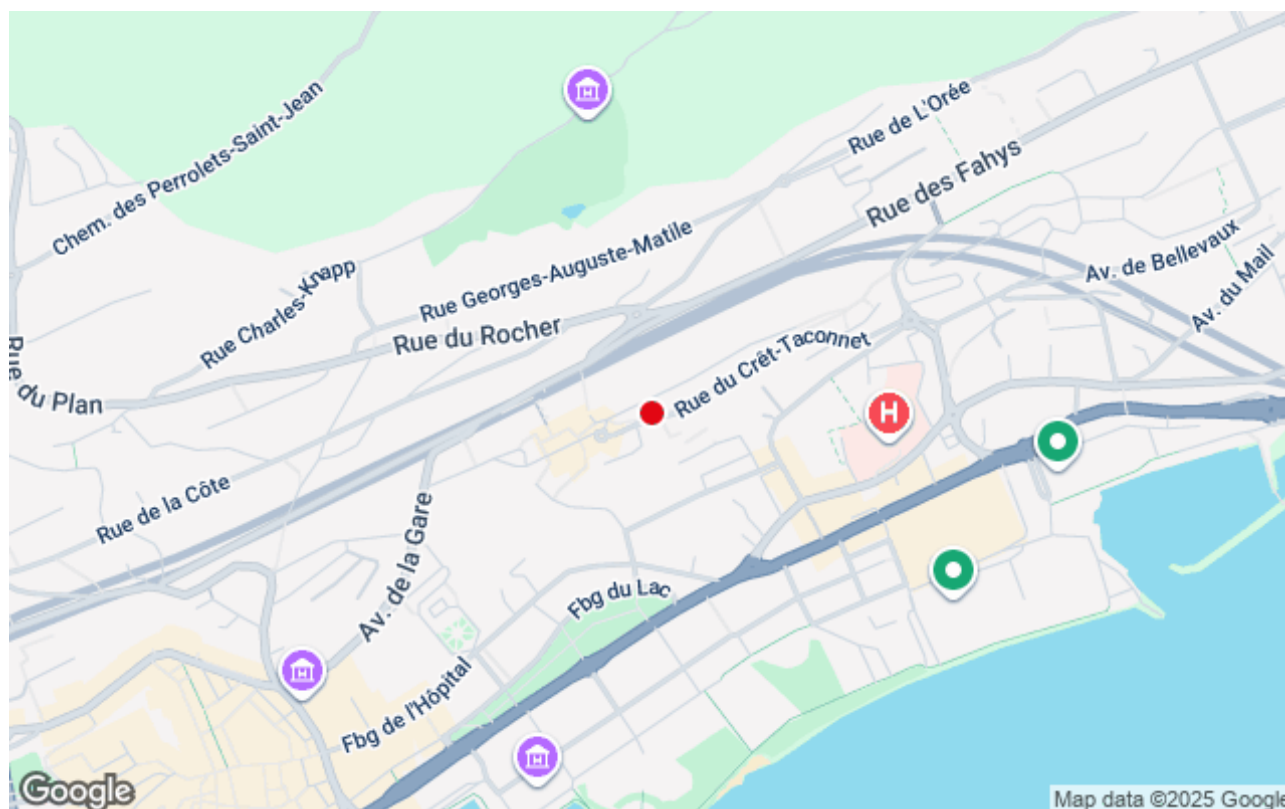 Chem. des Perrolets-Saint-Jean
Rue de L'Orée
Rue des Fahys
Rue Georges-Auguste-Matile
Av. de Bellevaux
Av. du Mail
Rue Charles-Knapp
Rue du Rocher
Rue du Plan
Rue du Crêt-Taconnet
H
Rue de la Côte
Av. de la Gare
Fbg du Lac
Fbg de l'Hôpital
Google
Map data ©2025 Google